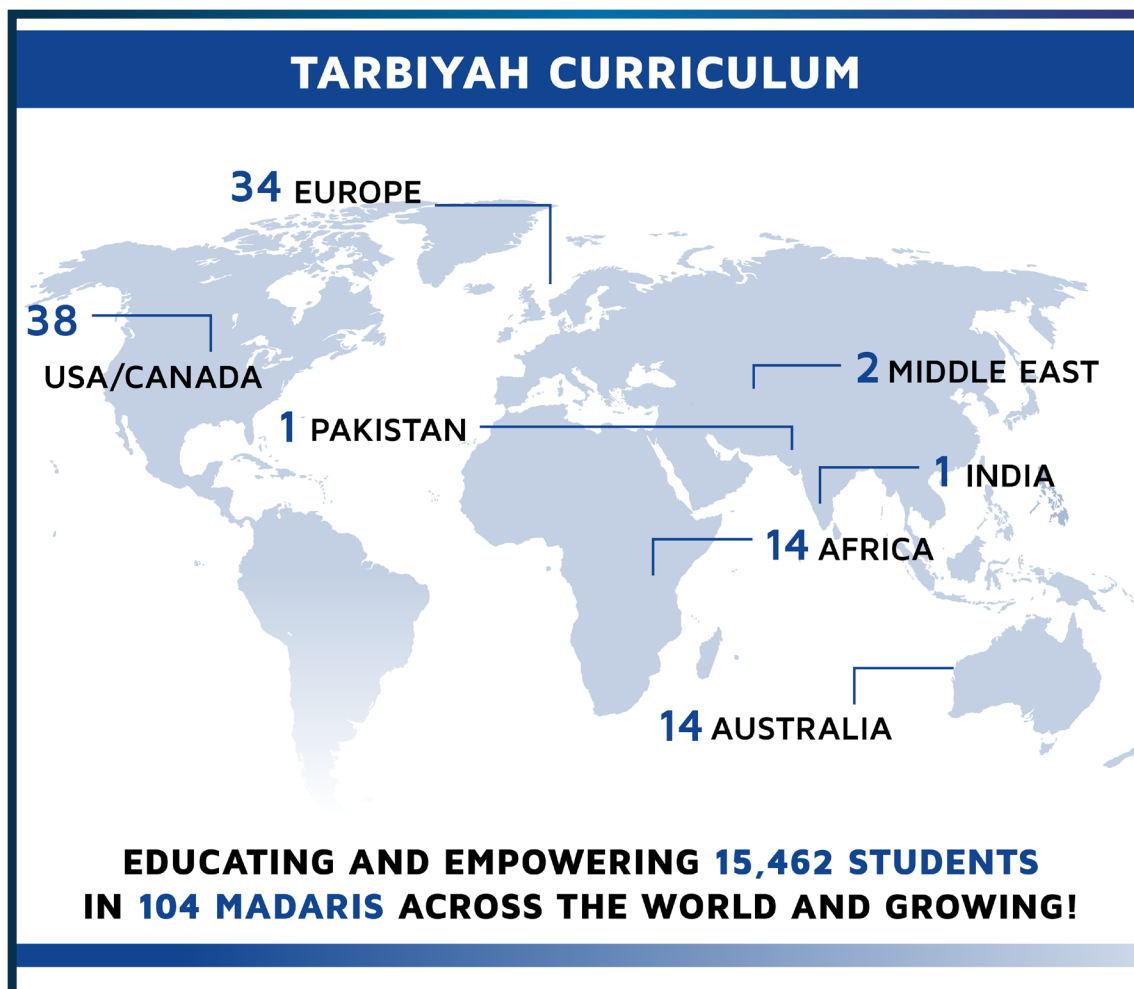 TARBIYAH CURRICULUM
34 EUROPE
38
USA/CANADA
2 MIDDLE EAST
1 PAKISTAN
1 INDIA
14 AFRICA
14 AUSTRALIA
EDUCATING AND EMPOWERING 15,462 STUDENTS
IN 104 MADARIS ACROSS THE WORLD AND GROWING!